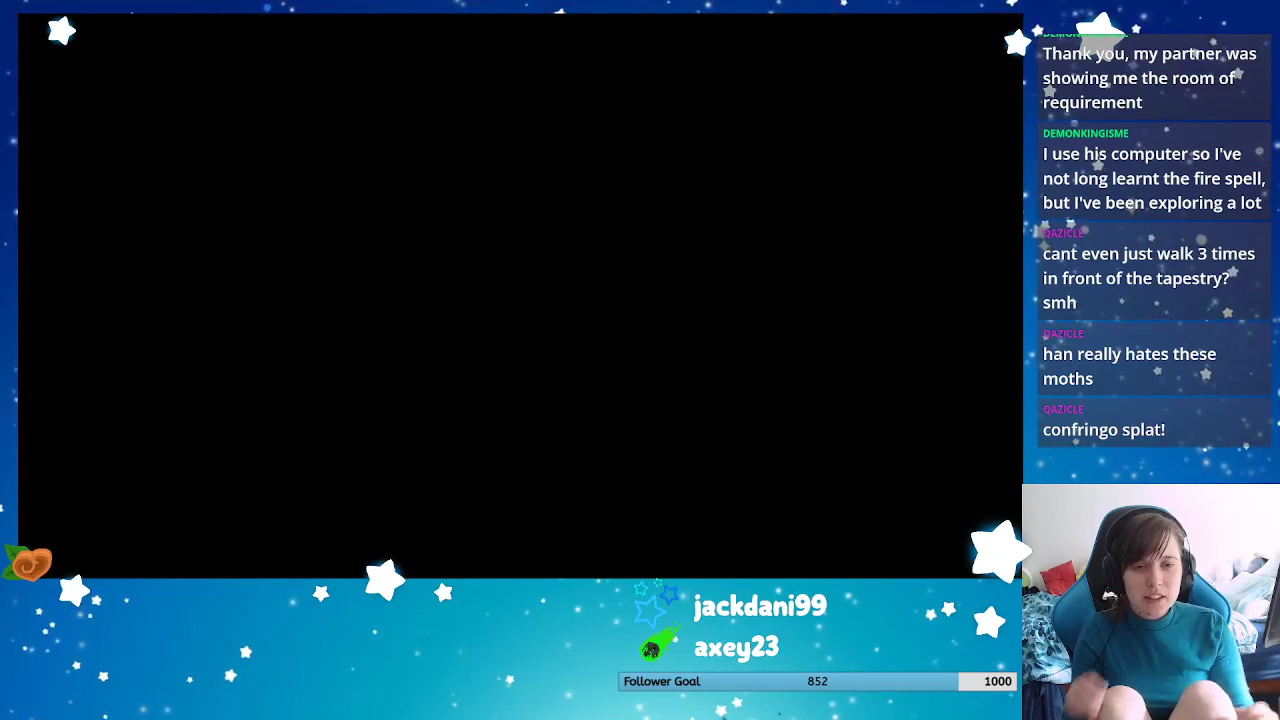 Thank you, my partner was
showing me the room of
requirement
DEMONKINGISME
I use his computer so I've
not long learnt the fire spell,
but I've been exploring a lot
QAZICLE
cant even just walk 3 times
in front of the tapestry?
smh
QAZICLE
han really hates these
moths
QAZICLE
confringo splat!
jackdani99
axey23
Follower Goal 852 1000